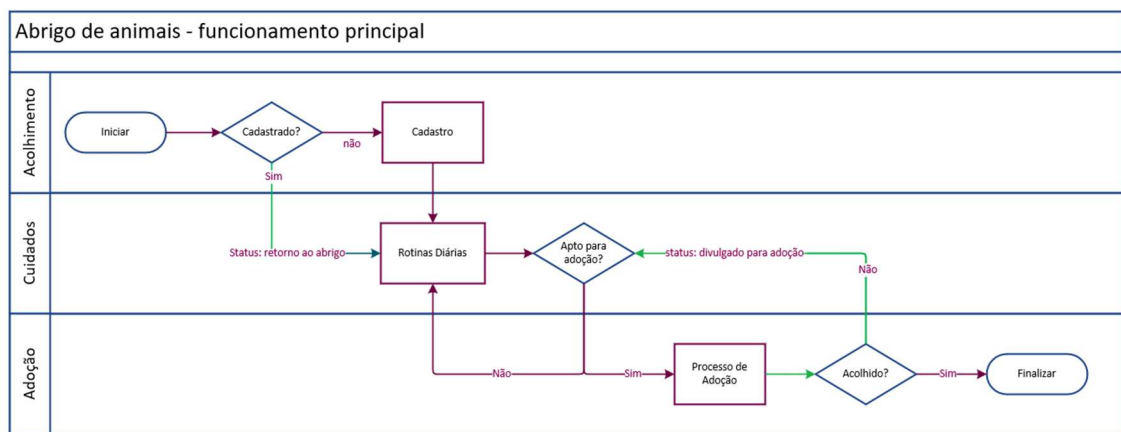 Abrigo de animais - funcionamento principal
Acolhimento
Iniciar
Cadastrado?
não
Cadastro
Sim
Cuidados
Status: retorno ao abrigo
Rotinas Diárias
Apto para
adoção?
status: divulgado para adoção
Não
Adoção
Não
Sim
Processo de
Adoção
Acolhido?
Sim
Finalizar